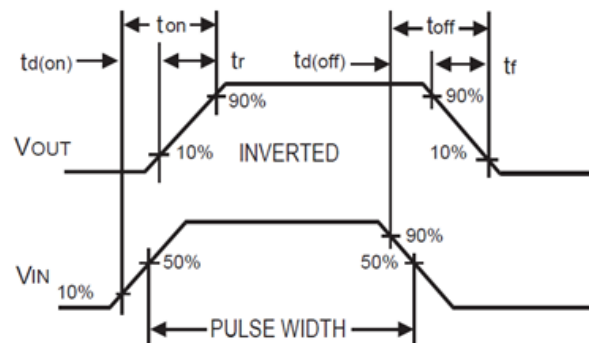 ton toff
td(on) tr td(off) tf
90% 90%
VOUT 10% INVERTED 10%
90%
VIN 50% 50%
10%
PULSE WIDTH